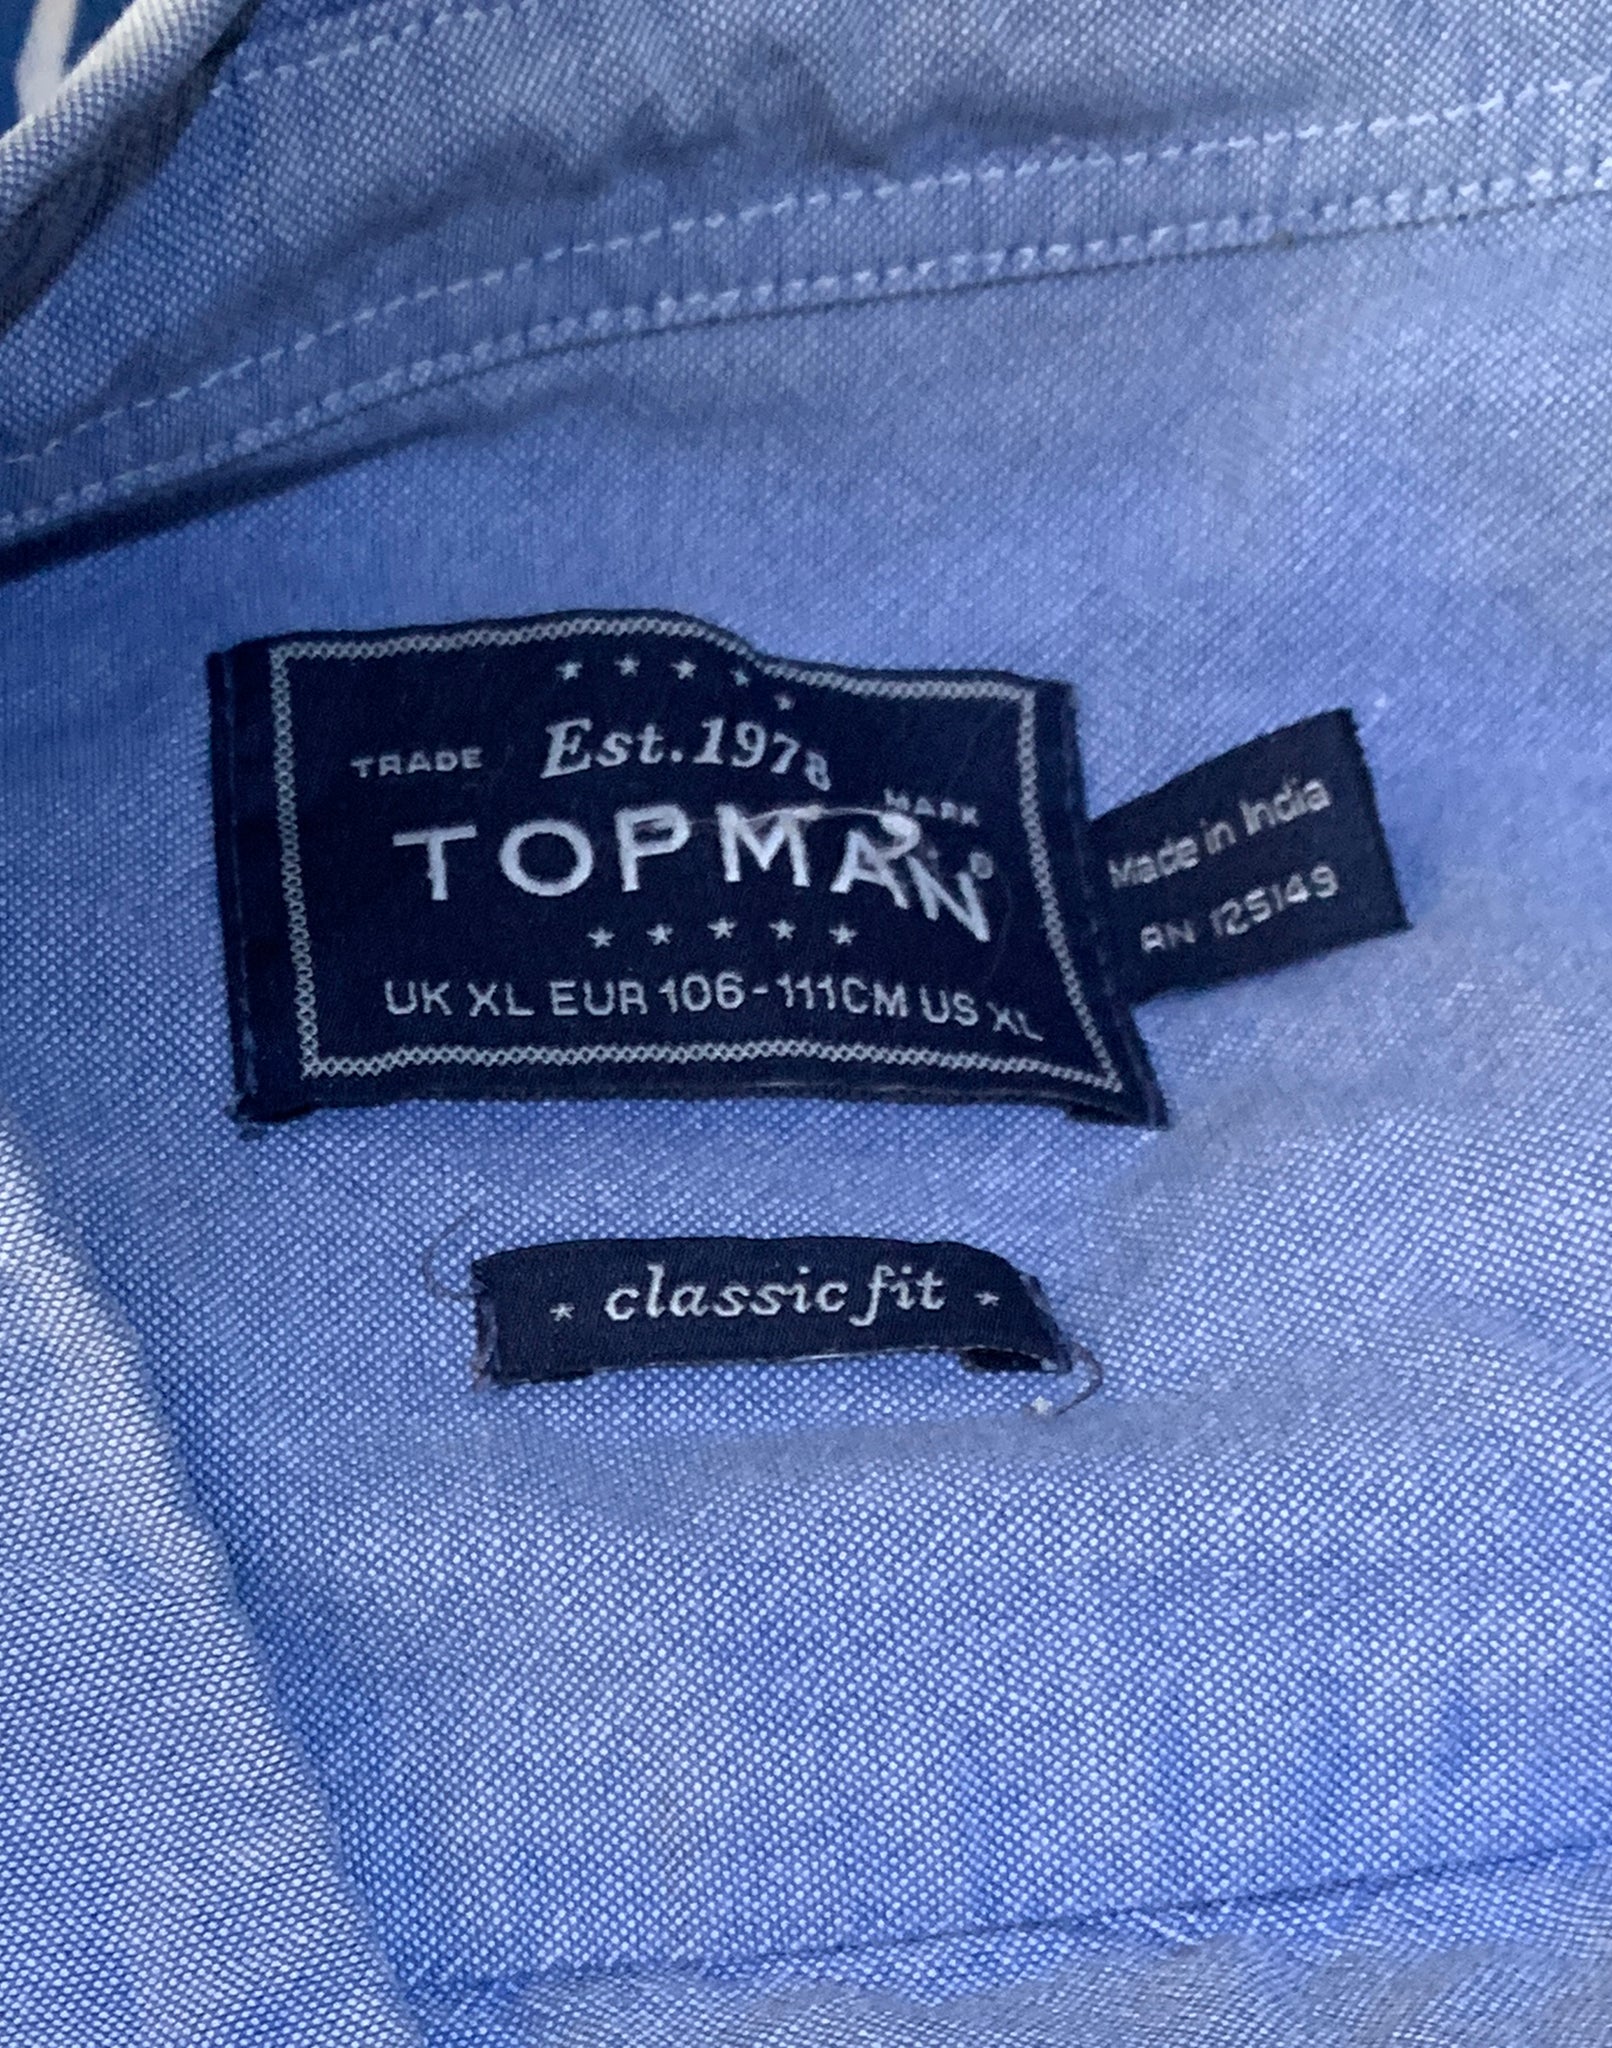 Est.1978
TRADE MARK
TOPMAN®
UK XL EUR 106-111CM US XL
Made in India
RN 125149
classic fit